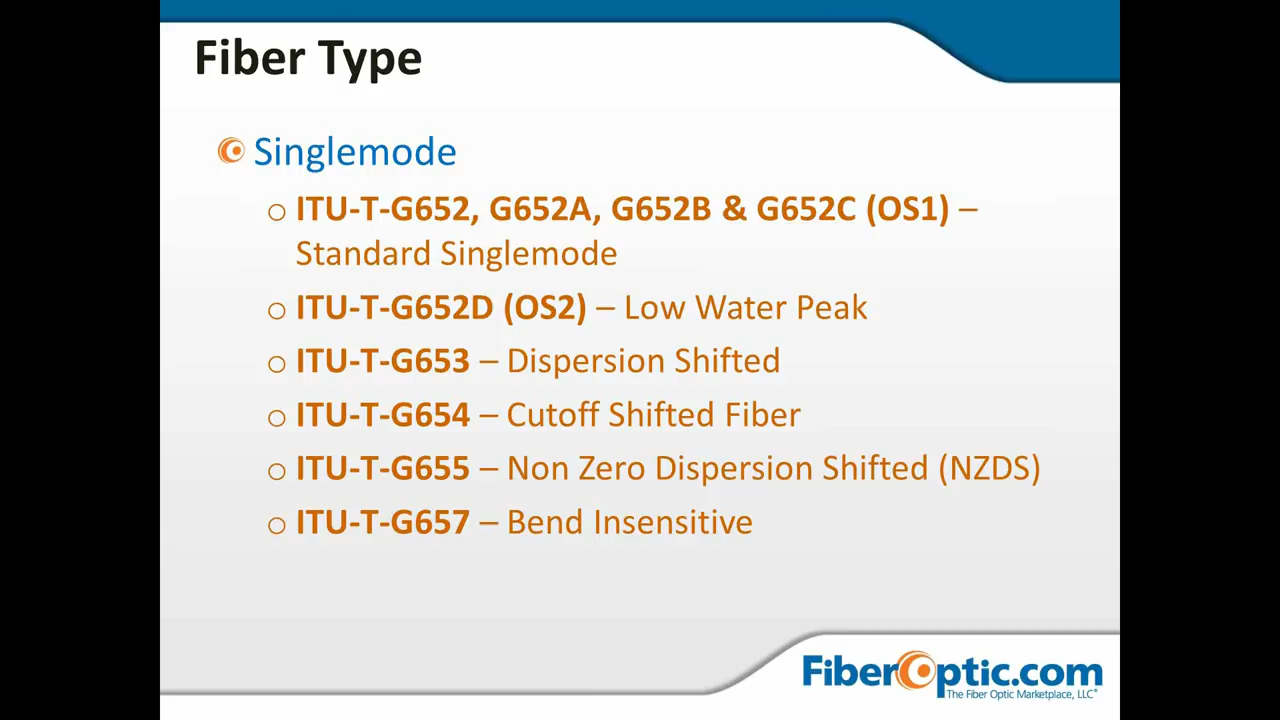 Fiber Type
Singlemode
ITU-T-G652, G652A, G652B & G652C (OS1) –
Standard Singlemode
ITU-T-G652D (OS2) – Low Water Peak
ITU-T-G653 – Dispersion Shifted
ITU-T-G654 – Cutoff Shifted Fiber
ITU-T-G655 – Non Zero Dispersion Shifted (NZDS)
ITU-T-G657 – Bend Insensitive
FiberOptic.com
The Fiber Optic Marketplace, LLC®